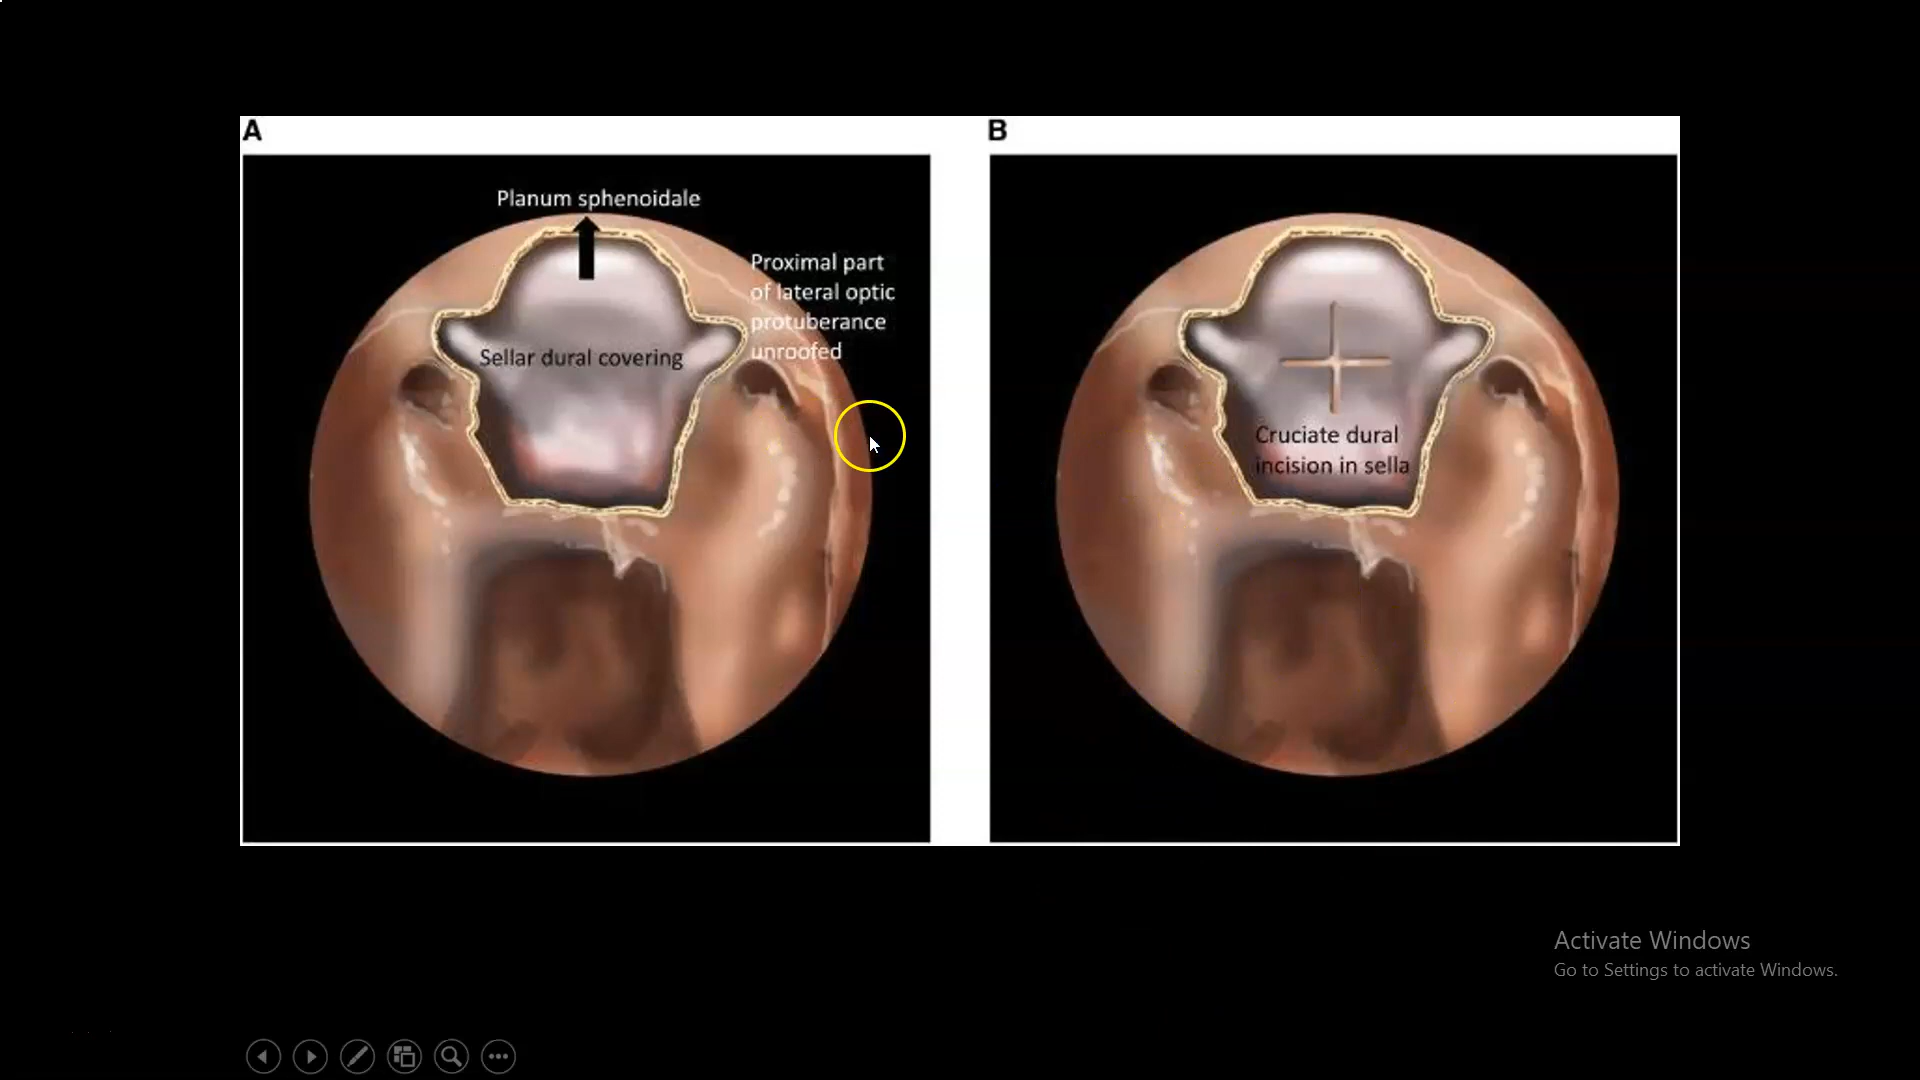 A
Planum sphenoidale
Proximal part
of lateral optic
protuberance
unroofed
Sellar dural covering
B
Cruciate dural
incision in sella
Activate Windows
Go to Settings to activate Windows.